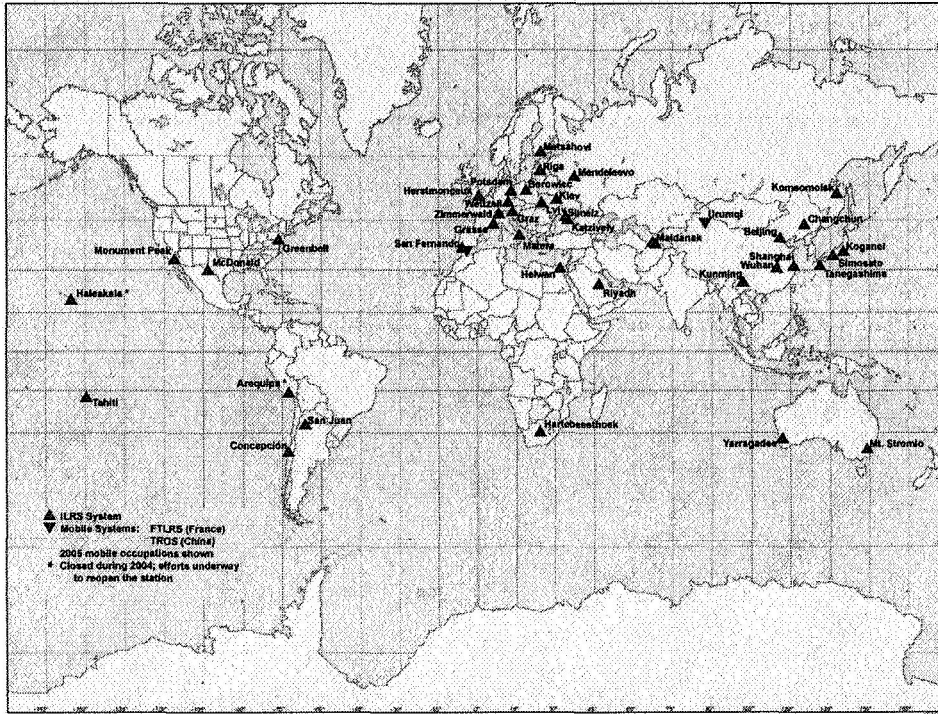 Metsahovi
Riga
Mendeleevo
Potsdam
Borowiec
Herstmonceux
Kiev
Komsomolsk
Wettzell
Lviv
Simeiz
Urumqi
Changchun
Zimmerwald
Graz
Katzively
Beijing
Greenbelt
Grasse
Maidanak
Koganei
Monument Peak
San Fernando
Matera
Shanghai
Simosato
McDonald
Helwan
Wuhan
Tanegashima
Kunming
Riyadh
Haleakala *
Arequipa *
Tahiti
San Juan
Hartebeesthoek
Concepción
Yarragadee
Mt. Stromlo
ILRS System
Mobile Systems: FTLRS (France)
TROS (China)
2005 mobile occupations shown
* Closed during 2004; efforts underway
to reopen the station